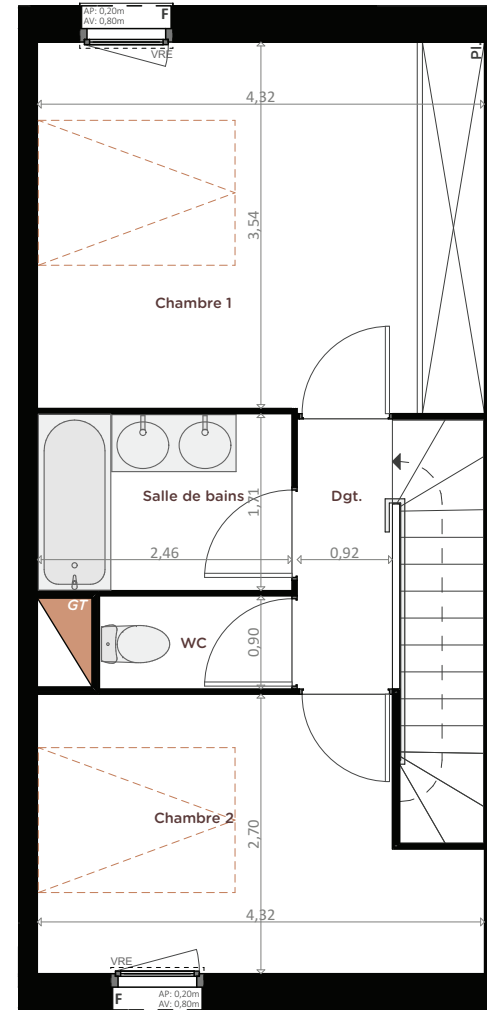 AP: 0,20m
AV: 0,80m
F
VRE
Pl.
4,32
3,54
Chambre 1
Salle de bains
1,71
Dgt.
2,46
0,92
GT
WC
0,90
Chambre 2
2,70
4,32
VRE
F
AP: 0,20m
AV: 0,80m